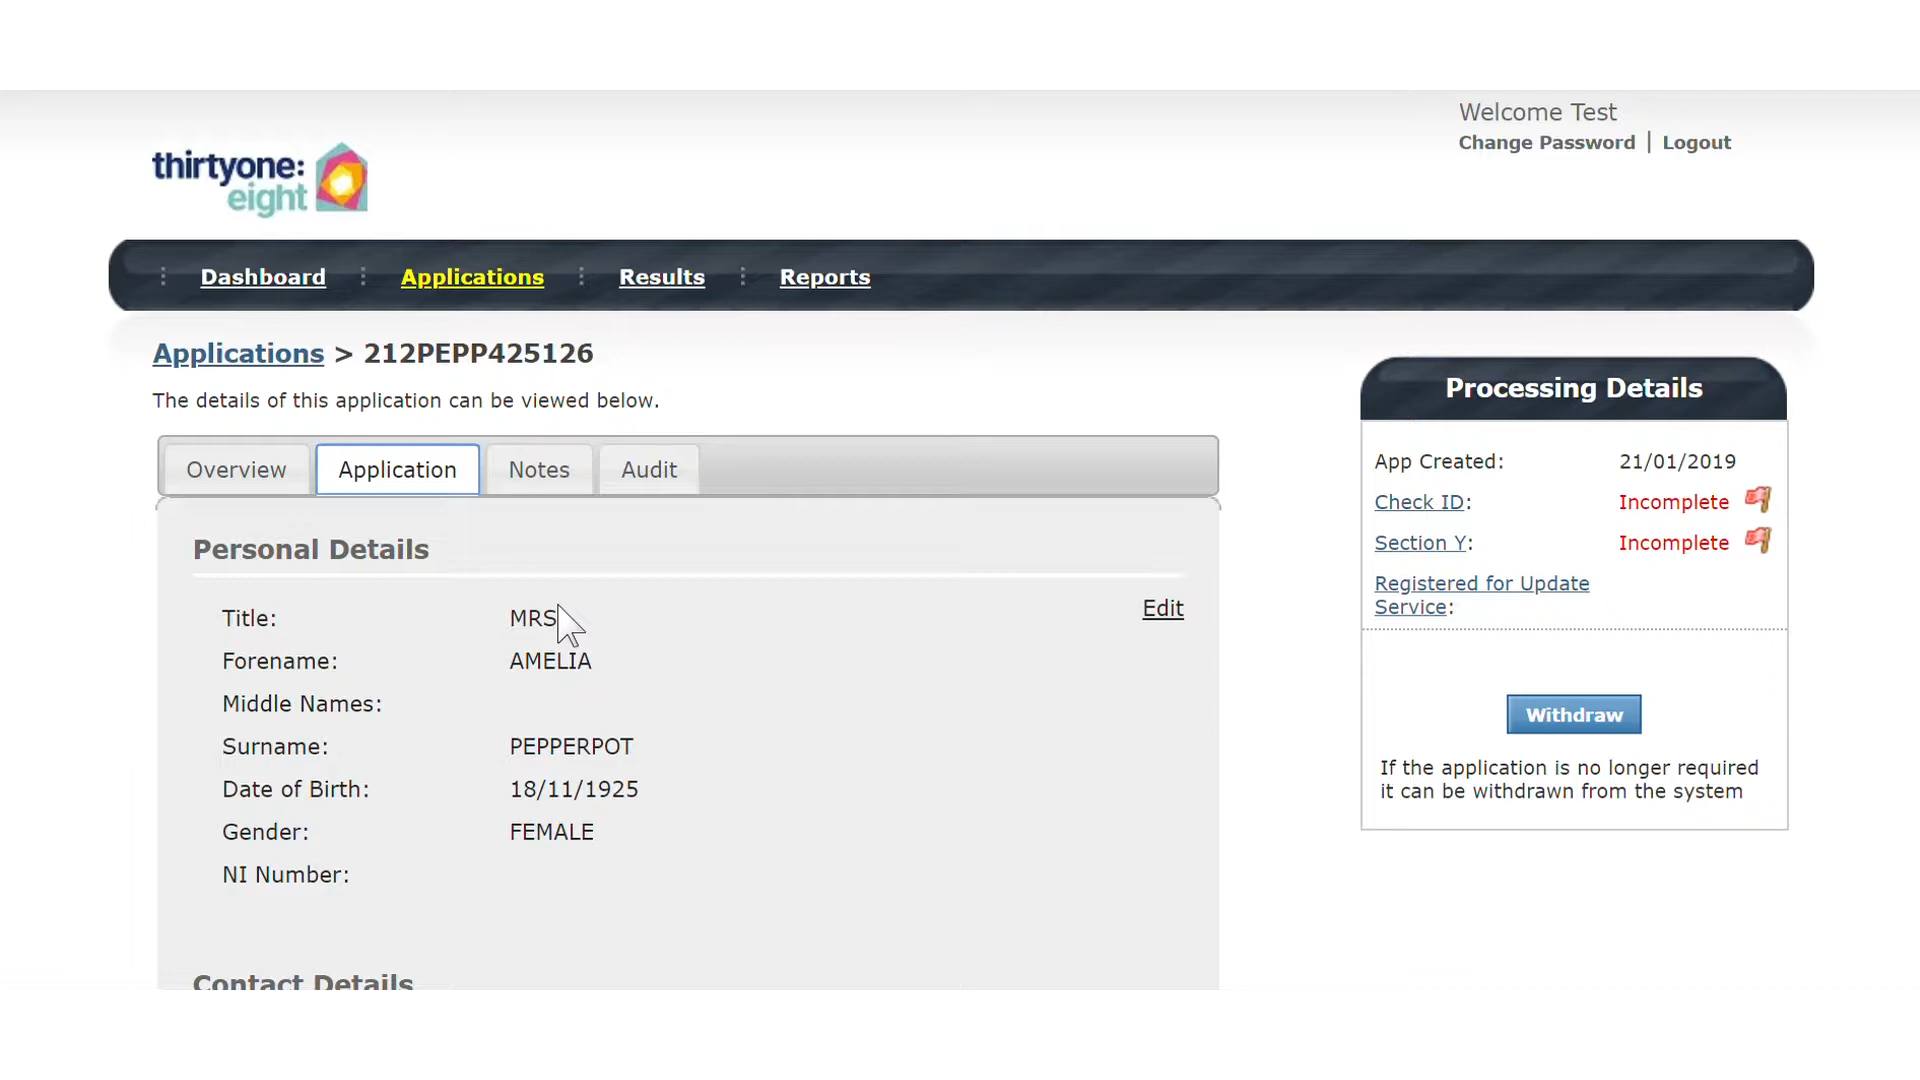 Welcome Test
Change Password | Logout
thirtyone:
eight
Dashboard
Applications
Results
Reports
Applications > 212PEPP425126
The details of this application can be viewed below.
Overview
Application
Notes
Audit
Personal Details
Edit
Title: MRS
Forename: AMELIA
Middle Names:
Surname: PEPPERPOT
Date of Birth: 18/11/1925
Gender: FEMALE
NI Number:
Contact Details
Processing Details
App Created: 21/01/2019
Check ID: Incomplete
Section Y: Incomplete
Registered for Update
Service:
Withdraw
If the application is no longer required
it can be withdrawn from the system